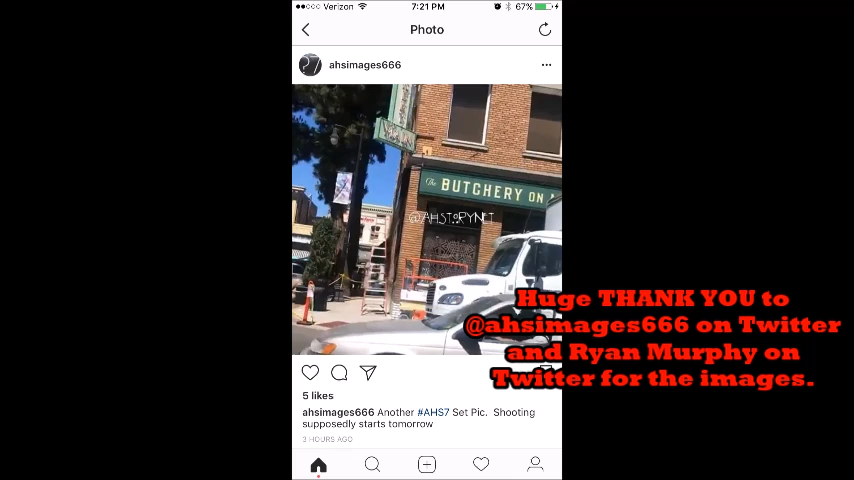 Verizon 7:21 PM 67%
Photo
ahsimages666
The BUTCHERY ON
@AHSTORYNET
Huge THANK YOU to
@ahsimages666 on Twitter
and Ryan Murphy on
Twitter for the images.
5 likes
ahsimages666 Another #AHS7 Set Pic. Shooting
supposedly starts tomorrow
3 HOURS AGO